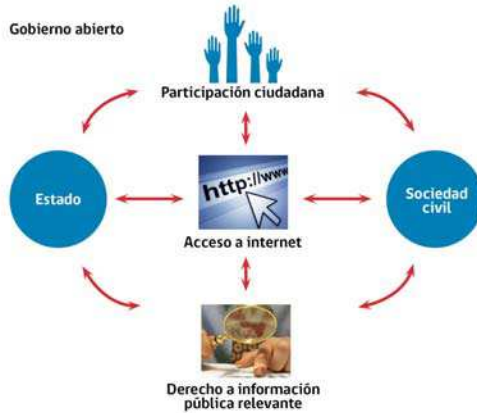 Gobierno abierto
Participación ciudadana
Estado
http://www
Sociedad
civil
Acceso a internet
Derecho a información
pública relevante